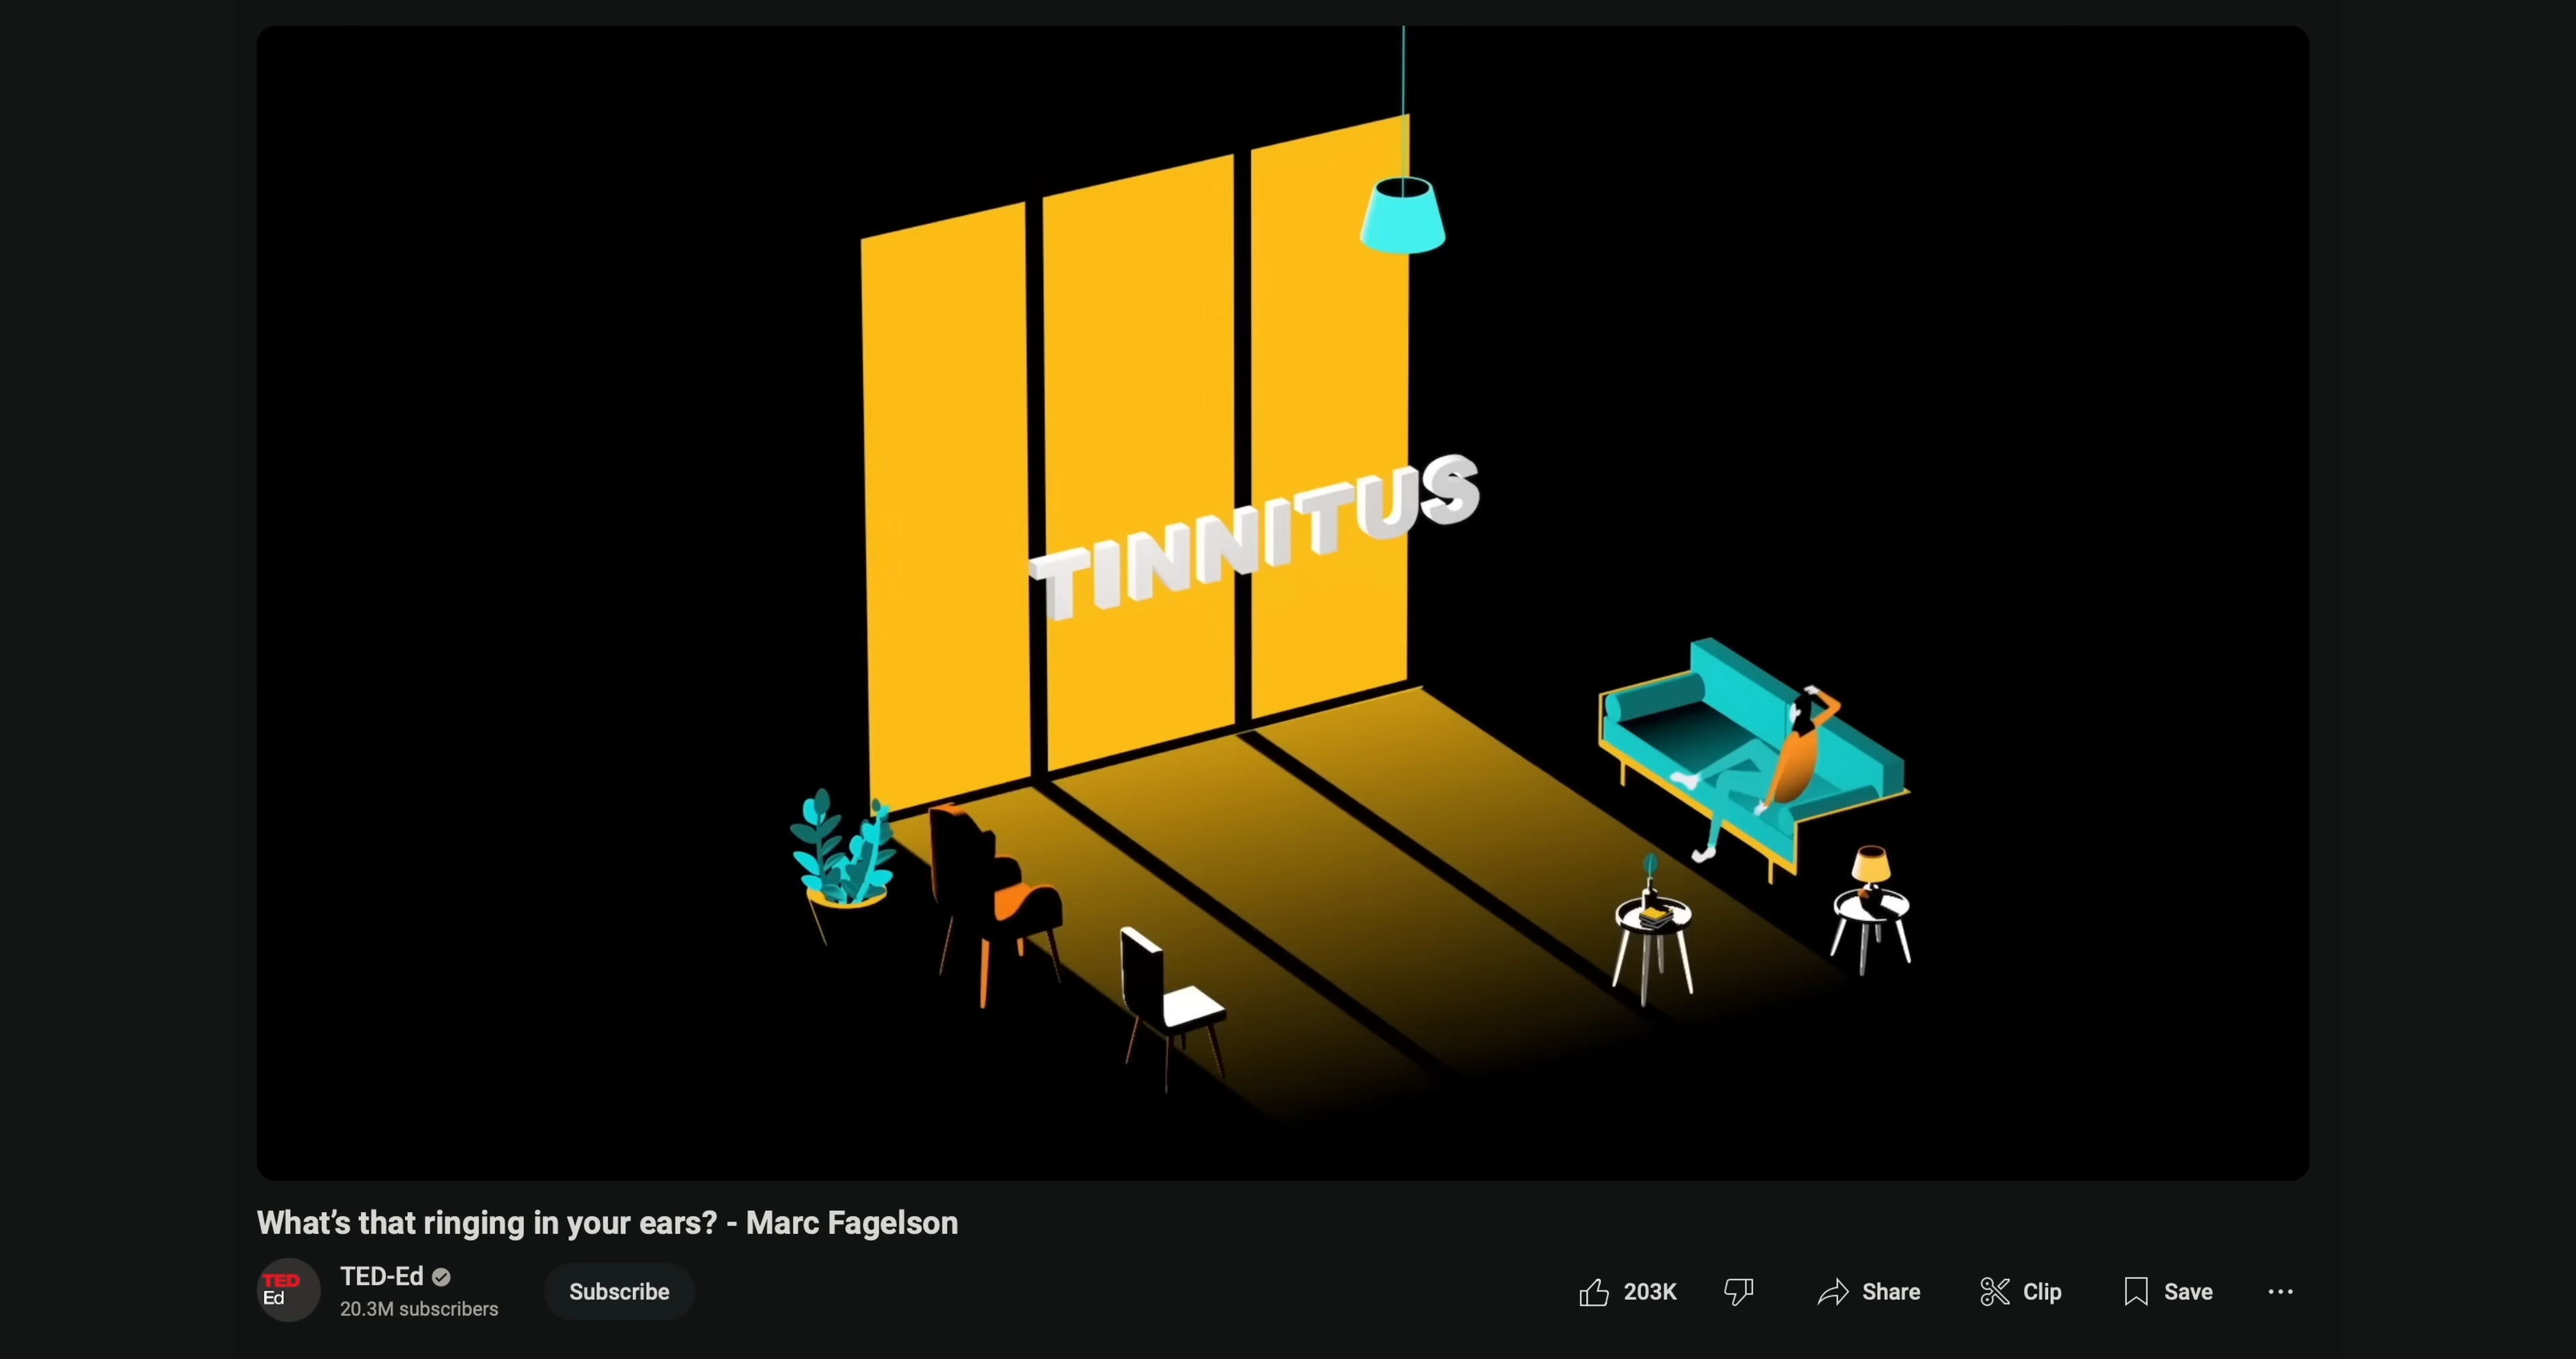 TINNITUS
What’s that ringing in your ears? - Marc Fagelson
TED
Ed
TED-Ed
20.3M subscribers
Subscribe
203K
Share
Clip
Save